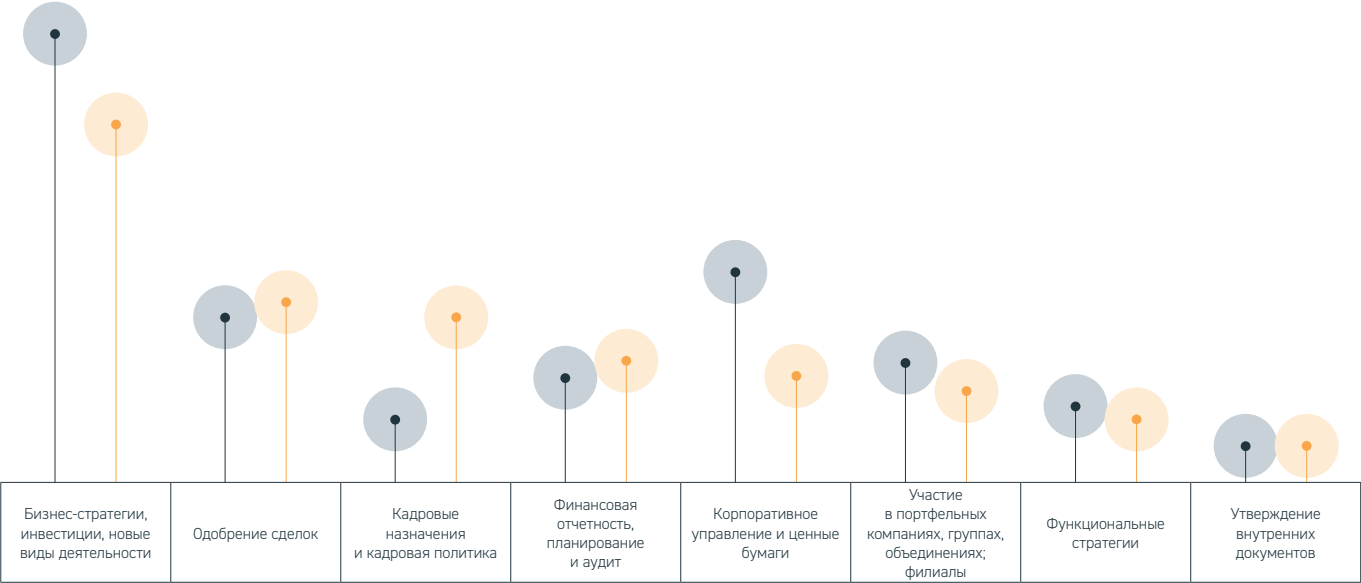 Бизнес-стратегии,
инвестиции, новые
виды деятельности
Одобрение сделок
Кадровые
назначения
и кадровая политика
Финансовая
отчетность,
планирование
и аудит
Корпоративное
управление и ценные
бумаги
Участие
в портфельных
компаниях, группах,
объединениях;
филиалы
Функциональные
стратегии
Утверждение
внутренних
документов